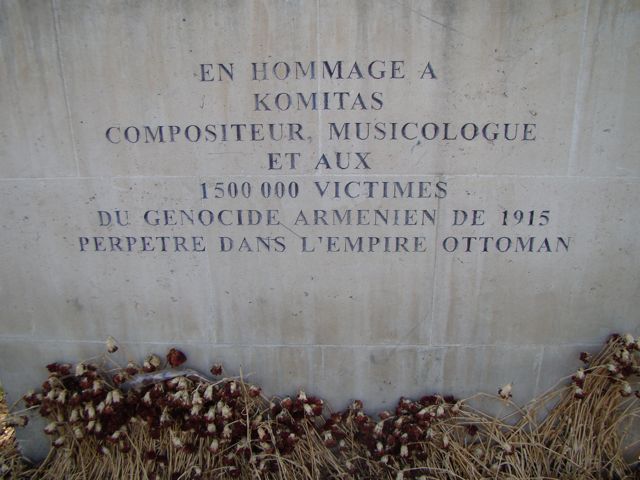 EN HOMMAGE A
KOMITAS
COMPOSITEUR, MUSICOLOGUE
ET AUX
1500 000 VICTIMES
DU GENOCIDE ARMENIEN DE 1915
PERPETRE DANS L'EMPIRE OTTOMAN